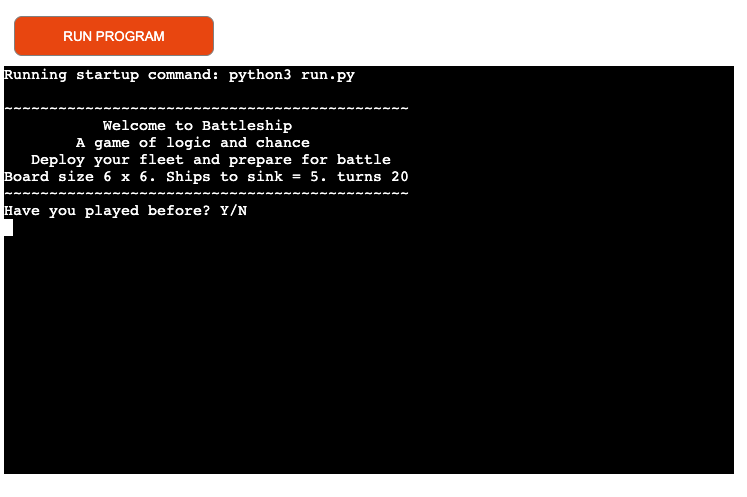 RUN PROGRAM
Running startup command: python3 run.py
~~~~~~~~~~~~~~~~~~~~~~~~~~~~~~~~~~~~~~~~~~~~~
Welcome to Battleship
A game of logic and chance
Deploy your fleet and prepare for battle
Board size 6 x 6. Ships to sink = 5. turns 20
~~~~~~~~~~~~~~~~~~~~~~~~~~~~~~~~~~~~~~~~~~~~~
Have you played before? Y/N